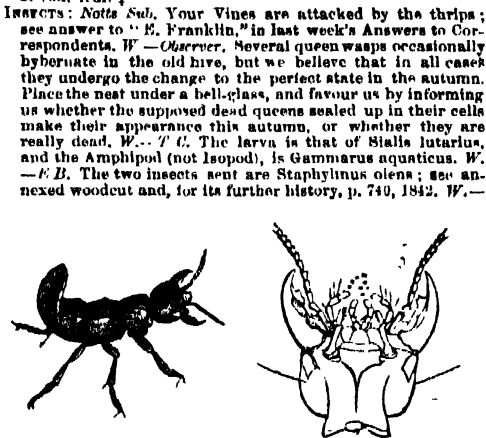 INSECTS: Notts Sub. Your Vines are attacked by the thrips;
see answer to "E. Franklin," in last week's Answers to Cor-
respondents. W —Observer. Several queen wasps occasionally
hybernate in the old hive, but we believe that in all cases
they undergo the change to the perfect state in the autumn.
Place the nest under a bell-glass, and favour us by informing
us whether the supposed dead queens sealed up in their cells
make their appearance this autumn, or whether they are
really dead. W.—T C. The larva is that of Sialis lutarius,
and the Amphipod (not Isopod), is Gammarus aquaticus. W.
—F B. The two insects sent are Staphylinus olens; see an-
nexed woodcut and, for its further history, p. 740, 1842. W.—